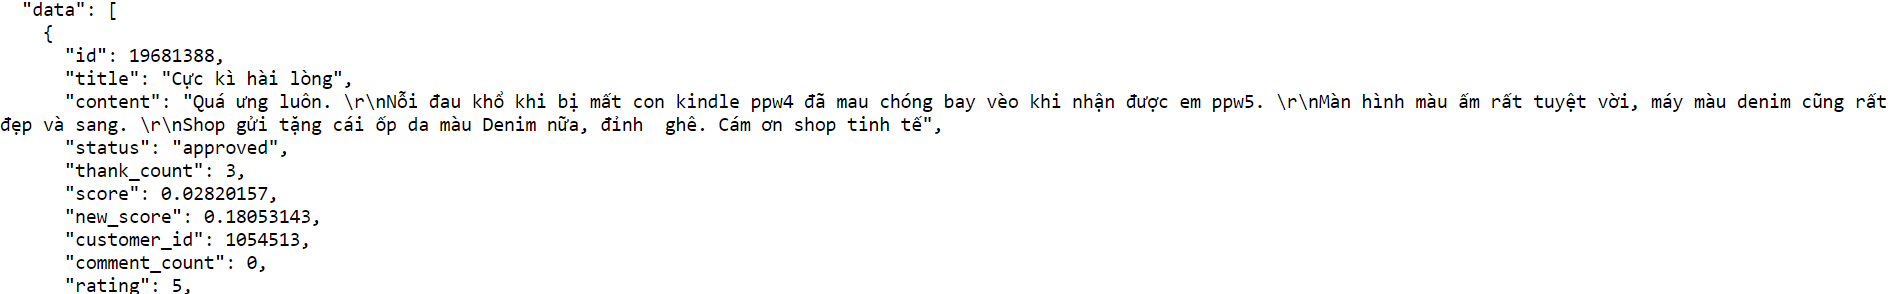 "data": [
{
"id": 19681388,
"title": "Cực kì hài lòng",
"content": "Quá ưng luôn. \r\nNỗi đau khổ khi bị mất con kindle ppw4 đã mau chóng bay vèo khi nhận được em ppw5. \r\nMàn hình màu ấm rất tuyệt vời, máy màu denim cũng rất
đẹp và sang. \r\nShop gửi tặng cái ốp da màu Denim nữa, đỉnh  ghê. Cám ơn shop tinh tế",
"status": "approved",
"thank_count": 3,
"score": 0.02820157,
"new_score": 0.18053143,
"customer_id": 1054513,
"comment_count": 0,
"rating": 5,